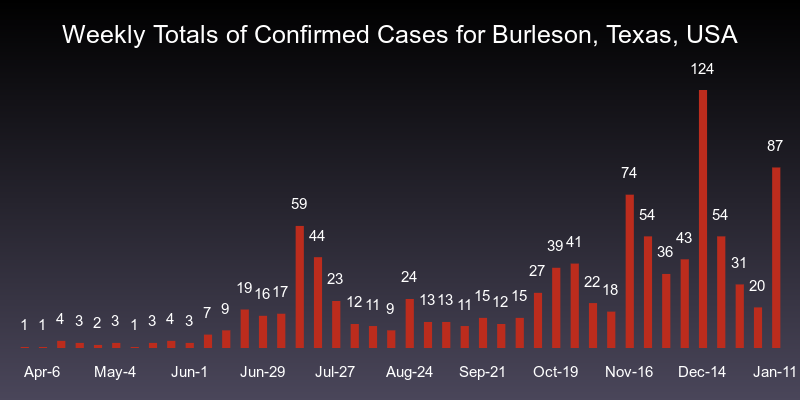 Weekly Totals of Confirmed Cases for Burleson, Texas, USA
1 1 4 3 2 3 1 3 4 3 7 9 19 16 17 59 44 23 12 11 9 24 13 13 11 15 12 15 27 39 41 22 18 74 54 36 43 124 54 31 20 87
Apr-6 May-4 Jun-1 Jun-29 Jul-27 Aug-24 Sep-21 Oct-19 Nov-16 Dec-14 Jan-11